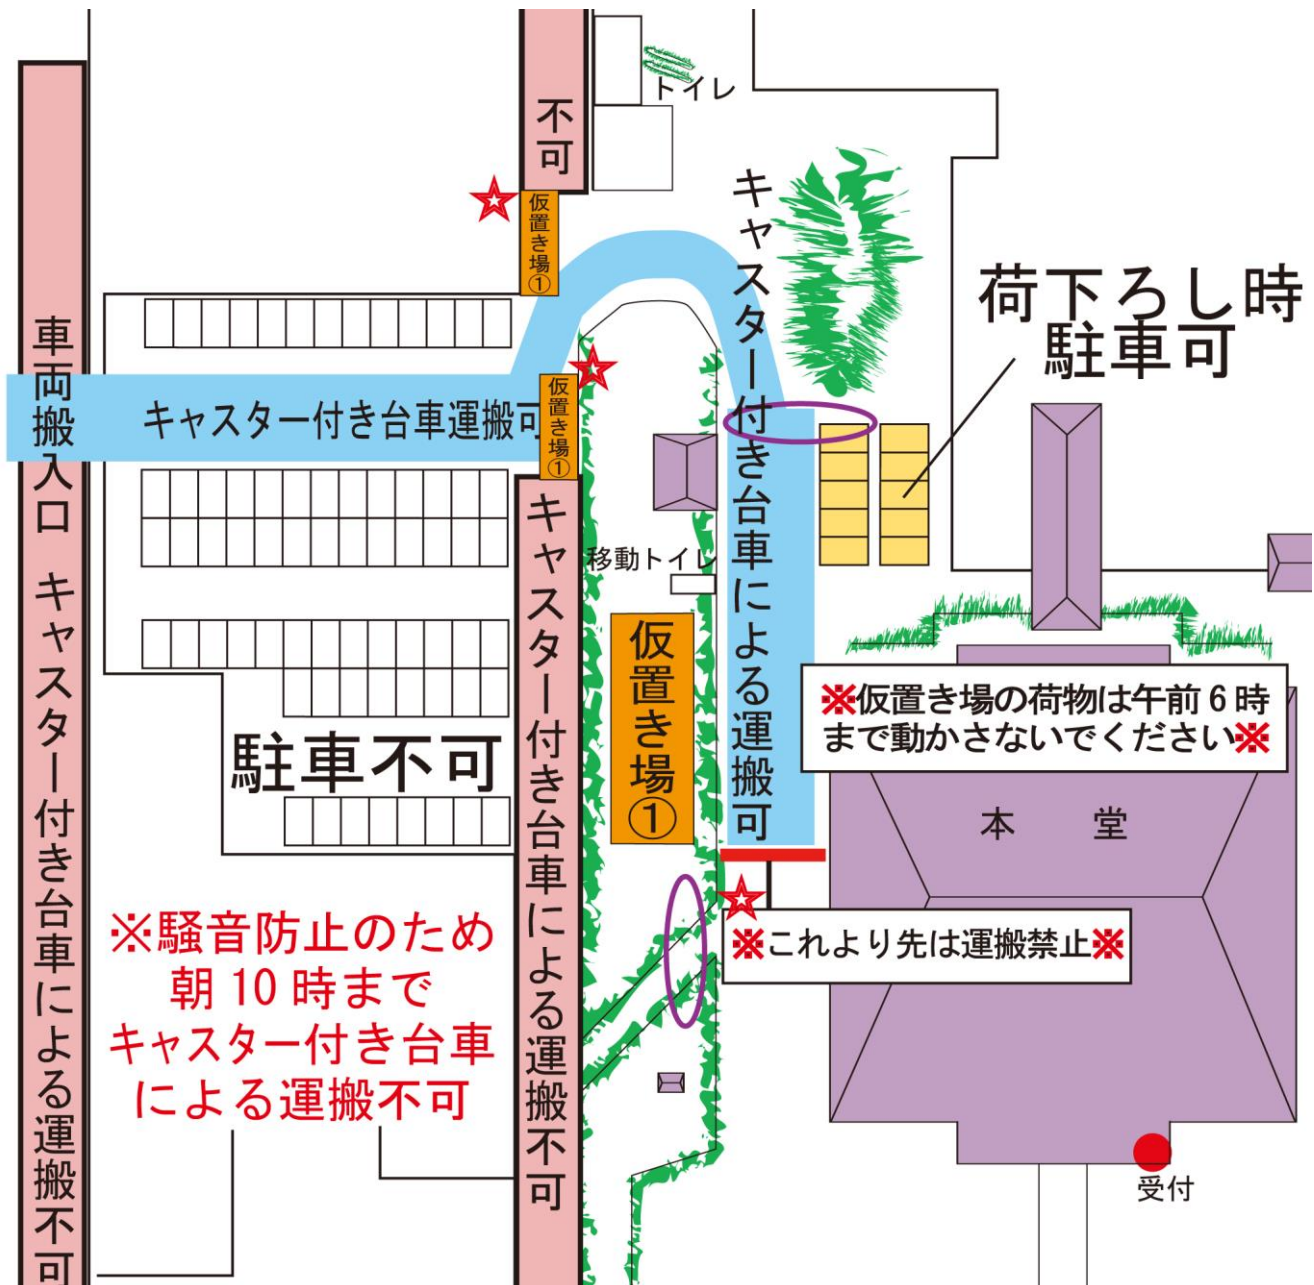 不可
トイレ
仮置き場①
キャスター付き台車による運搬可
荷下ろし時
駐車可
車両搬入口 キャスター付き台車による運搬不可
キャスター付き台車運搬可
仮置き場①
キャスター付き台車による運搬不可
移動トイレ
仮置き場①
※仮置き場の荷物は午前6時
まで動かさないでください※
駐車不可
本堂
※これより先は運搬禁止※
※騒音防止のため
朝10時まで
キャスター付き台車
による運搬不可
受付